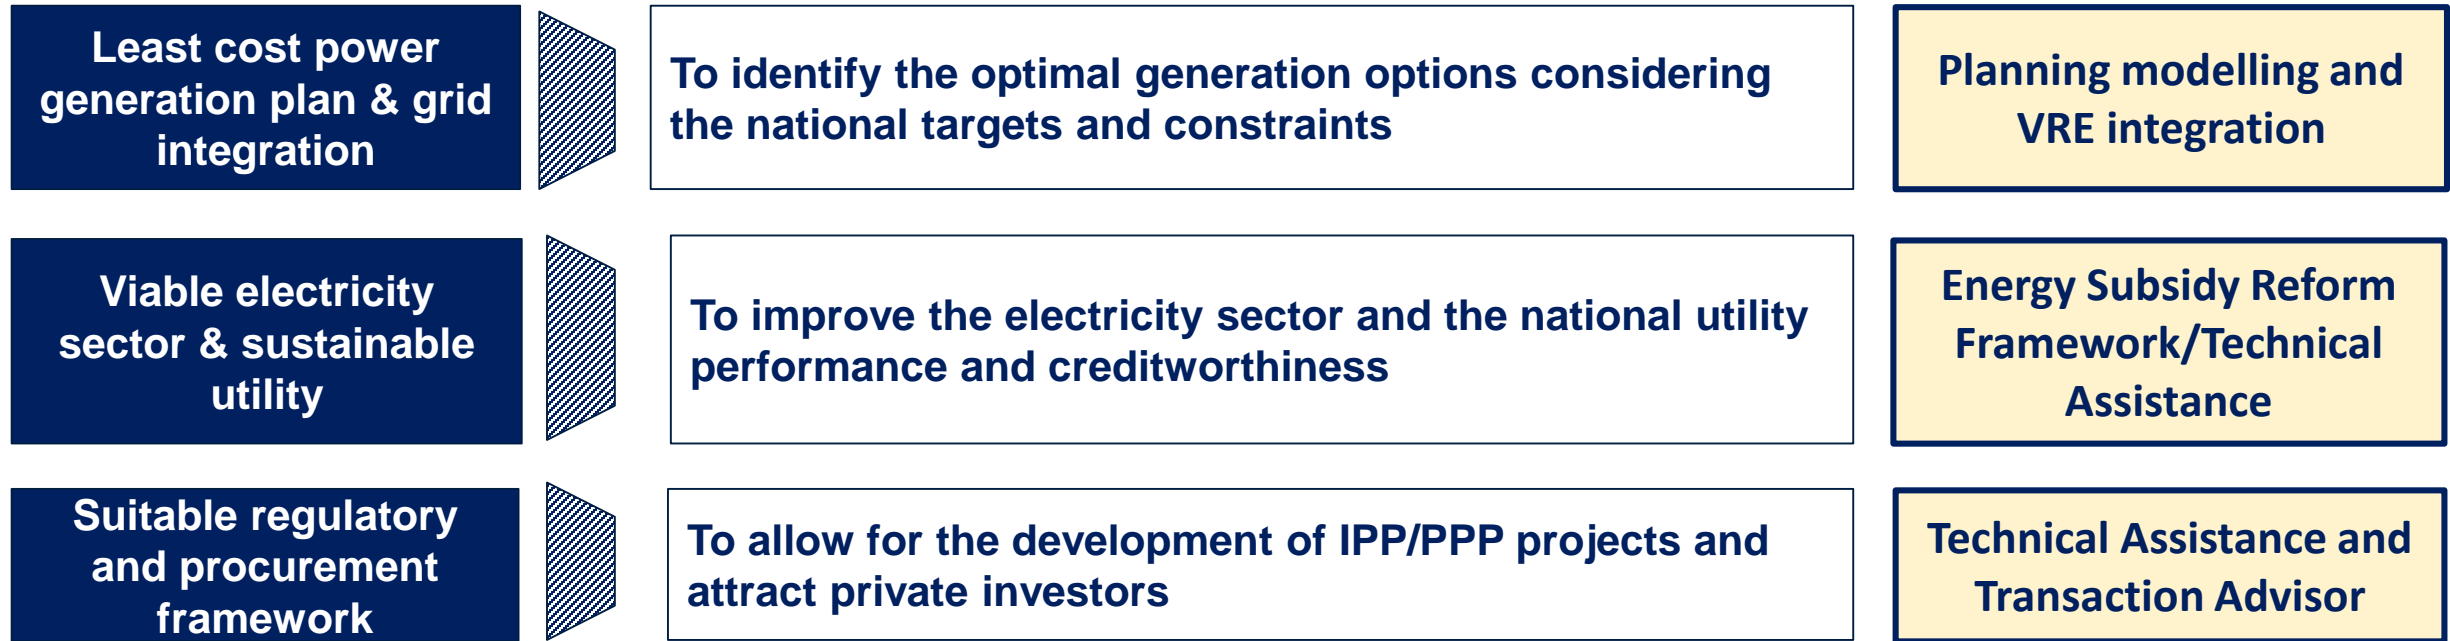 Least cost power
generation plan & grid
integration
To identify the optimal generation options considering
the national targets and constraints
Planning modelling and
VRE integration
Viable electricity
sector & sustainable
utility
To improve the electricity sector and the national utility
performance and creditworthiness
Energy Subsidy Reform
Framework/Technical
Assistance
Suitable regulatory
and procurement
framework
To allow for the development of IPP/PPP projects and
attract private investors
Technical Assistance and
Transaction Advisor